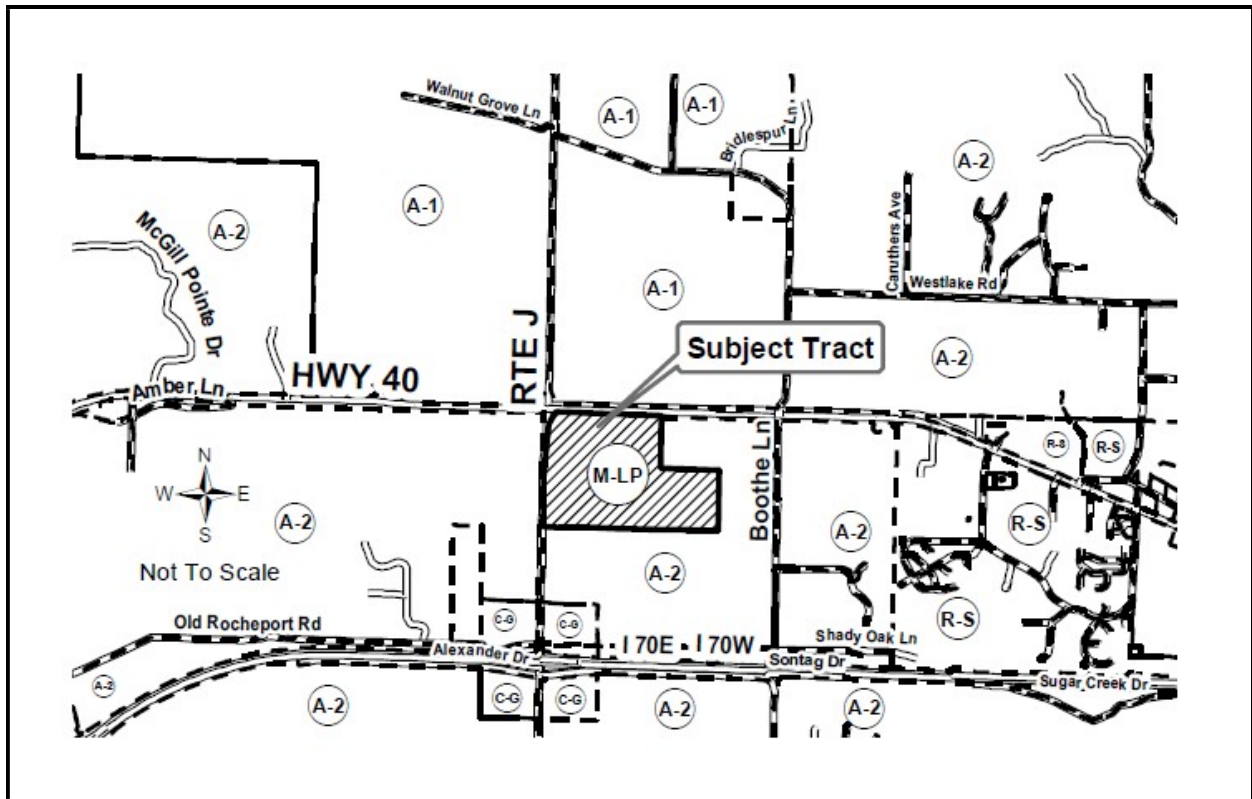 Walnut Grove Ln
A-1
A-1
Bridlespur Ln
A-2
A-1
A-2
McGill Pointe Dr
Caruthers Ave
Westlake Rd
A-1
RTE J
Subject Tract
A-2
HWY 40
Amber Ln
R-S
R-S
M-LP
N
W E
S
Boothe Ln
A-2
A-2
R-S
Not To Scale
A-2
R-S
Old Rocheport Rd
C-G
C-G
Shady Oak Ln
I 70E
I 70W
Alexander Dr
Sontag Dr
Sugar Creek Dr
A-2
A-2
C-G
C-G
A-2
A-2